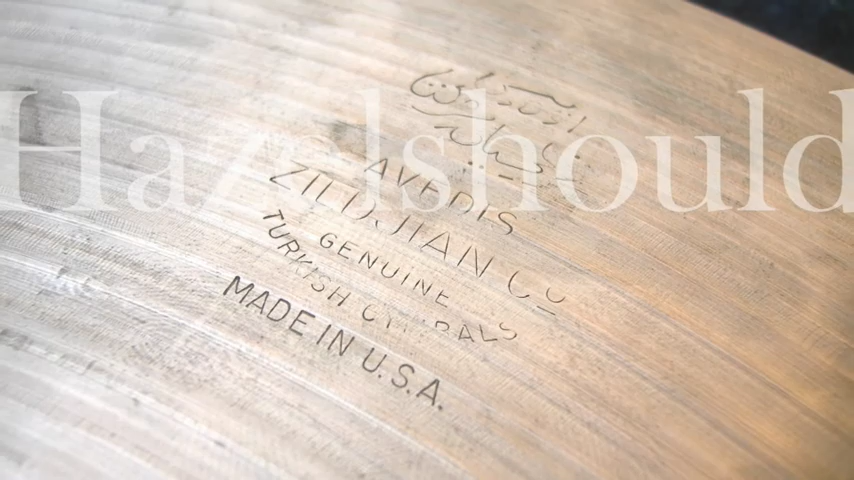 Hazelshould
AVEDIS
ZILDJIAN Co
GENUINE
TURKISH CYMBALS
MADE IN U.S.A.